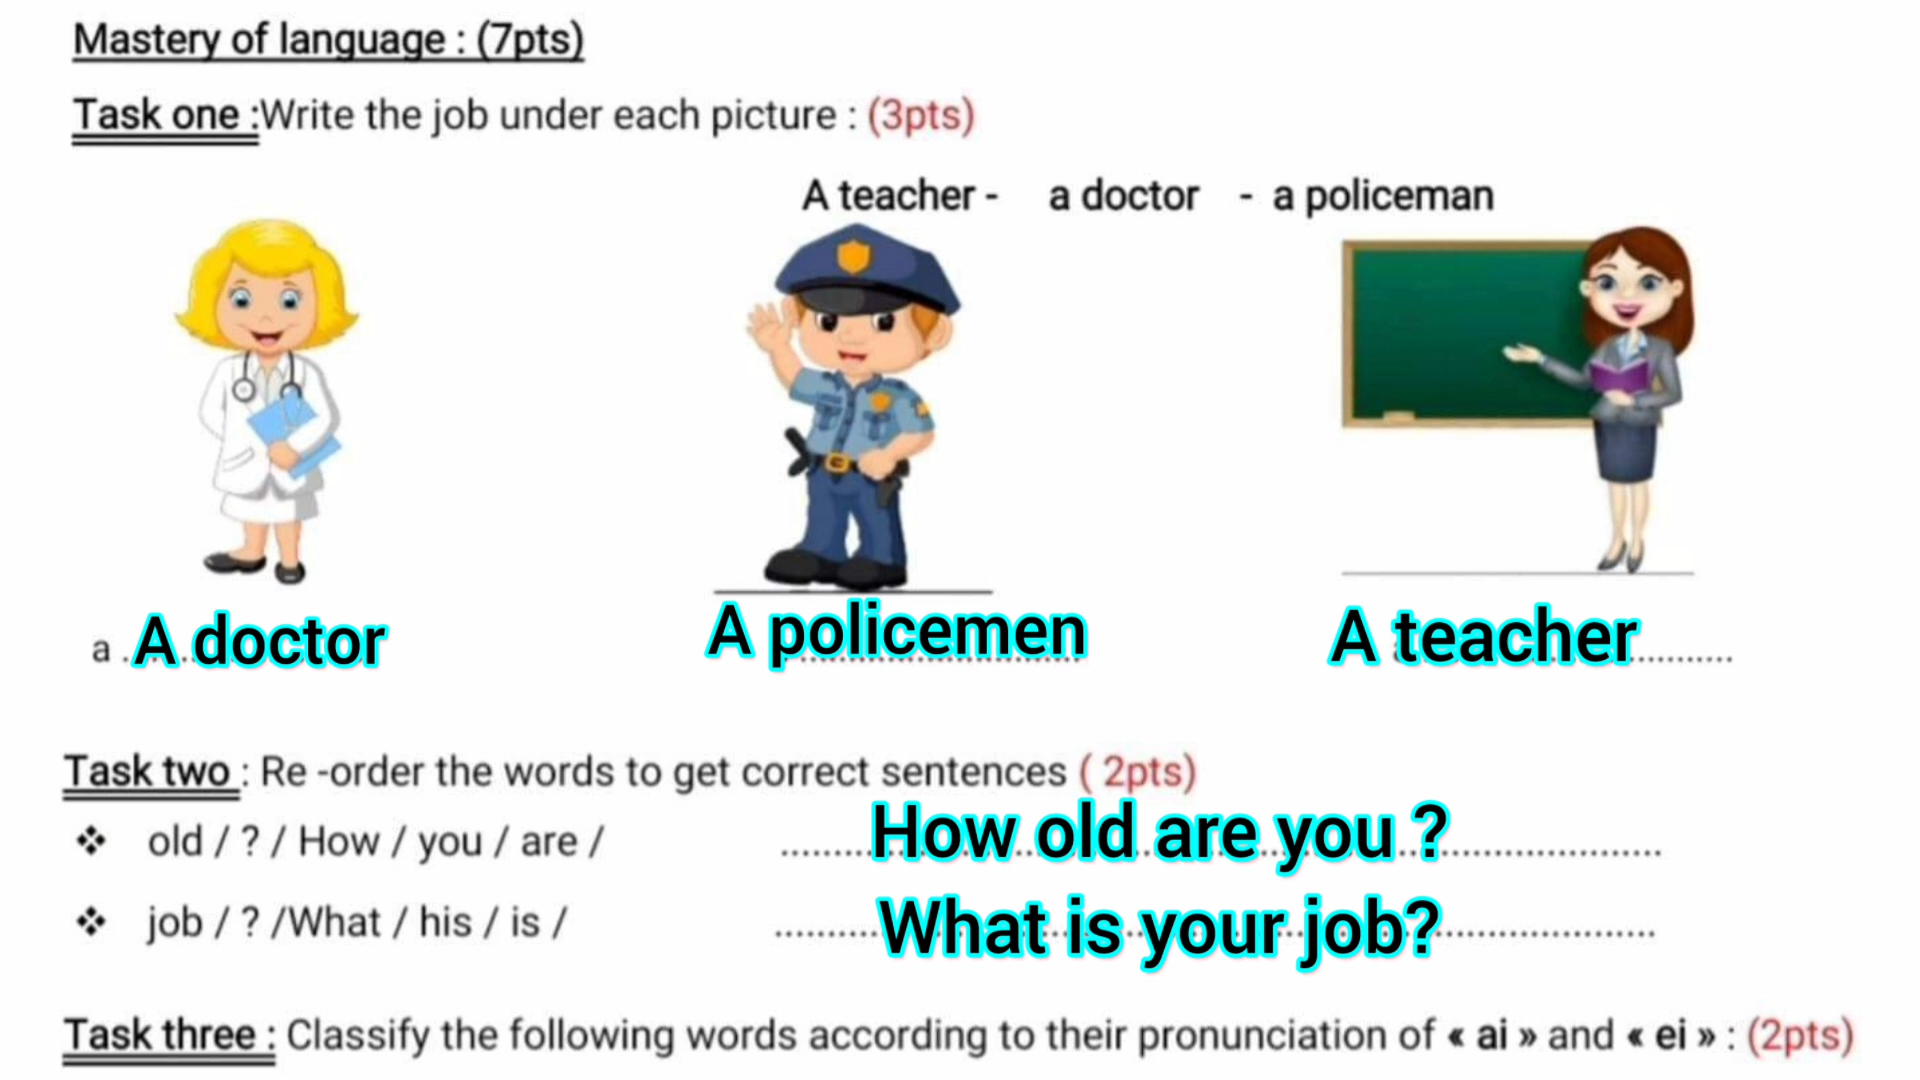 Mastery of language : (7pts)
Task one :Write the job under each picture : (3pts)
A teacher - a doctor - a policeman
a . A doctor A policemen A teacher............
Task two : Re -order the words to get correct sentences ( 2pts)
❖ old / ? / How / you / are / ........How old are you ?......................
❖ job / ? /What / his / is / .........What is your job?......................
Task three : Classify the following words according to their pronunciation of « ai » and « ei » : (2pts)